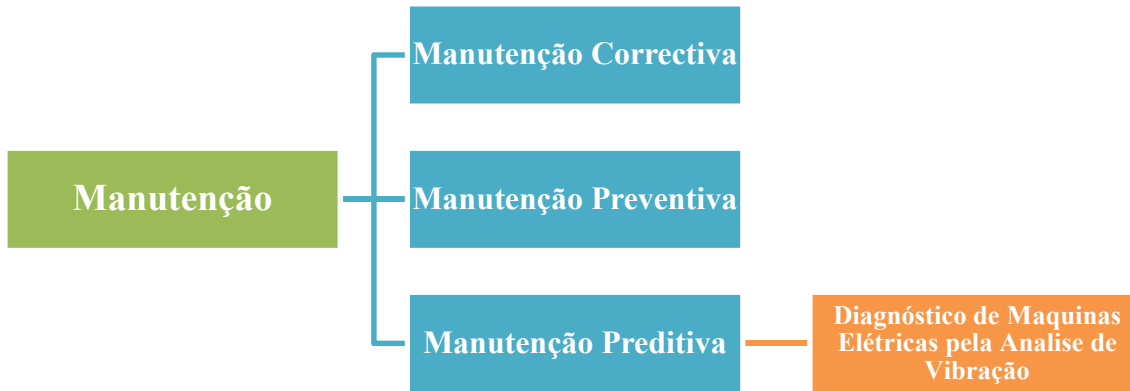 Manutenção Correctiva
Manutenção
Manutenção Preventiva
Manutenção Preditiva
Diagnóstico de Maquinas
Elétricas pela Analise de
Vibração